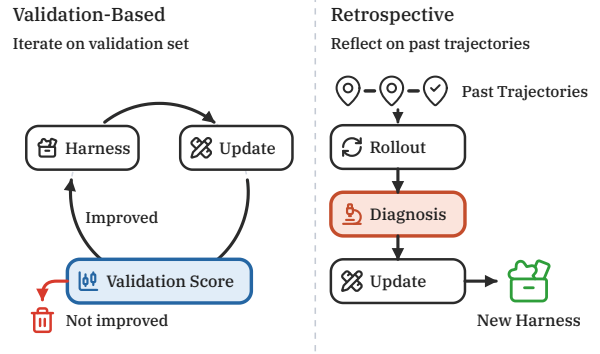 Validation-Based
Iterate on validation set
Harness
Update
Improved
Validation Score
Not improved
Retrospective
Reflect on past trajectories
Past Trajectories
Rollout
Diagnosis
Update
New Harness